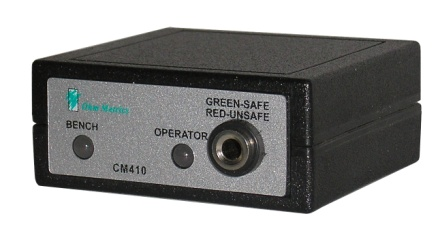 GREEN-SAFE
RED-UNSAFE
BENCH
OPERATOR
CM410